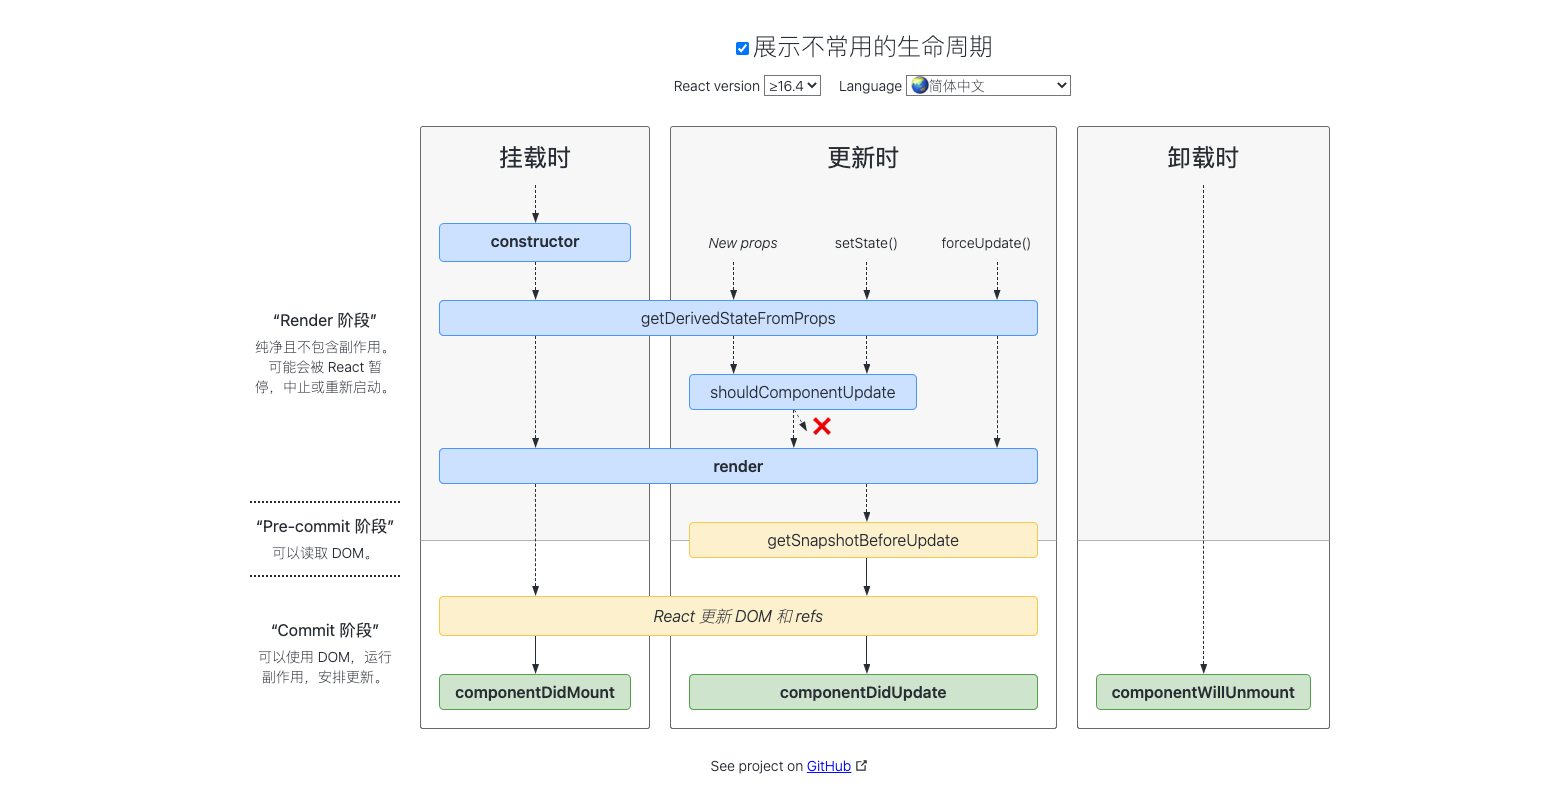 展示不常用的生命周期
React version ≥16.4 Language 简体中文
挂载时
更新时
卸载时
constructor
New props
setState()
forceUpdate()
getDerivedStateFromProps
“Render 阶段”
纯净且不包含副作用。
可能会被 React 暂
停，中止或重新启动。
shouldComponentUpdate
render
“Pre-commit 阶段”
可以读取 DOM。
getSnapshotBeforeUpdate
React 更新 DOM 和 refs
“Commit 阶段”
可以使用 DOM，运行
副作用，安排更新。
componentDidMount
componentDidUpdate
componentWillUnmount
See project on GitHub